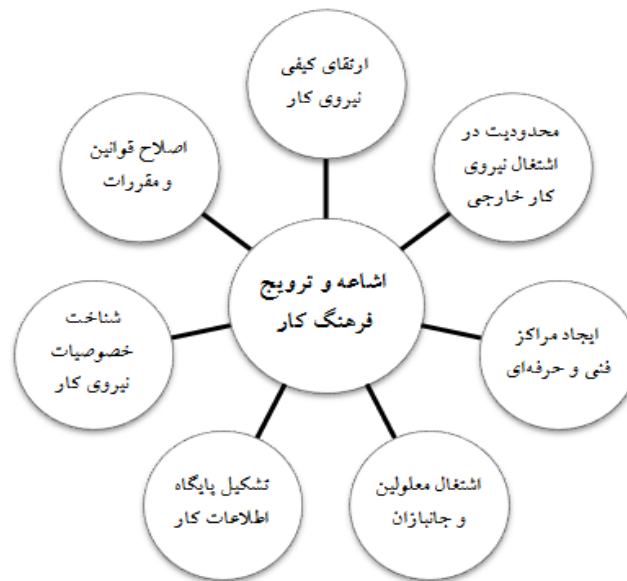 ارتقای کیفی
نیروی کار
محدودیت در
اشتغال نیروی
کار خارجی
ایجاد مراکز
فنی و حرفه‌ای
اشتغال معلولین
و جانبازان
تشکیل پایگاه
اطلاعات کار
شناخت
خصوصیات
نیروی کار
اصلاح قوانین
و مقررات
اشاعه و ترویج
فرهنگ کار